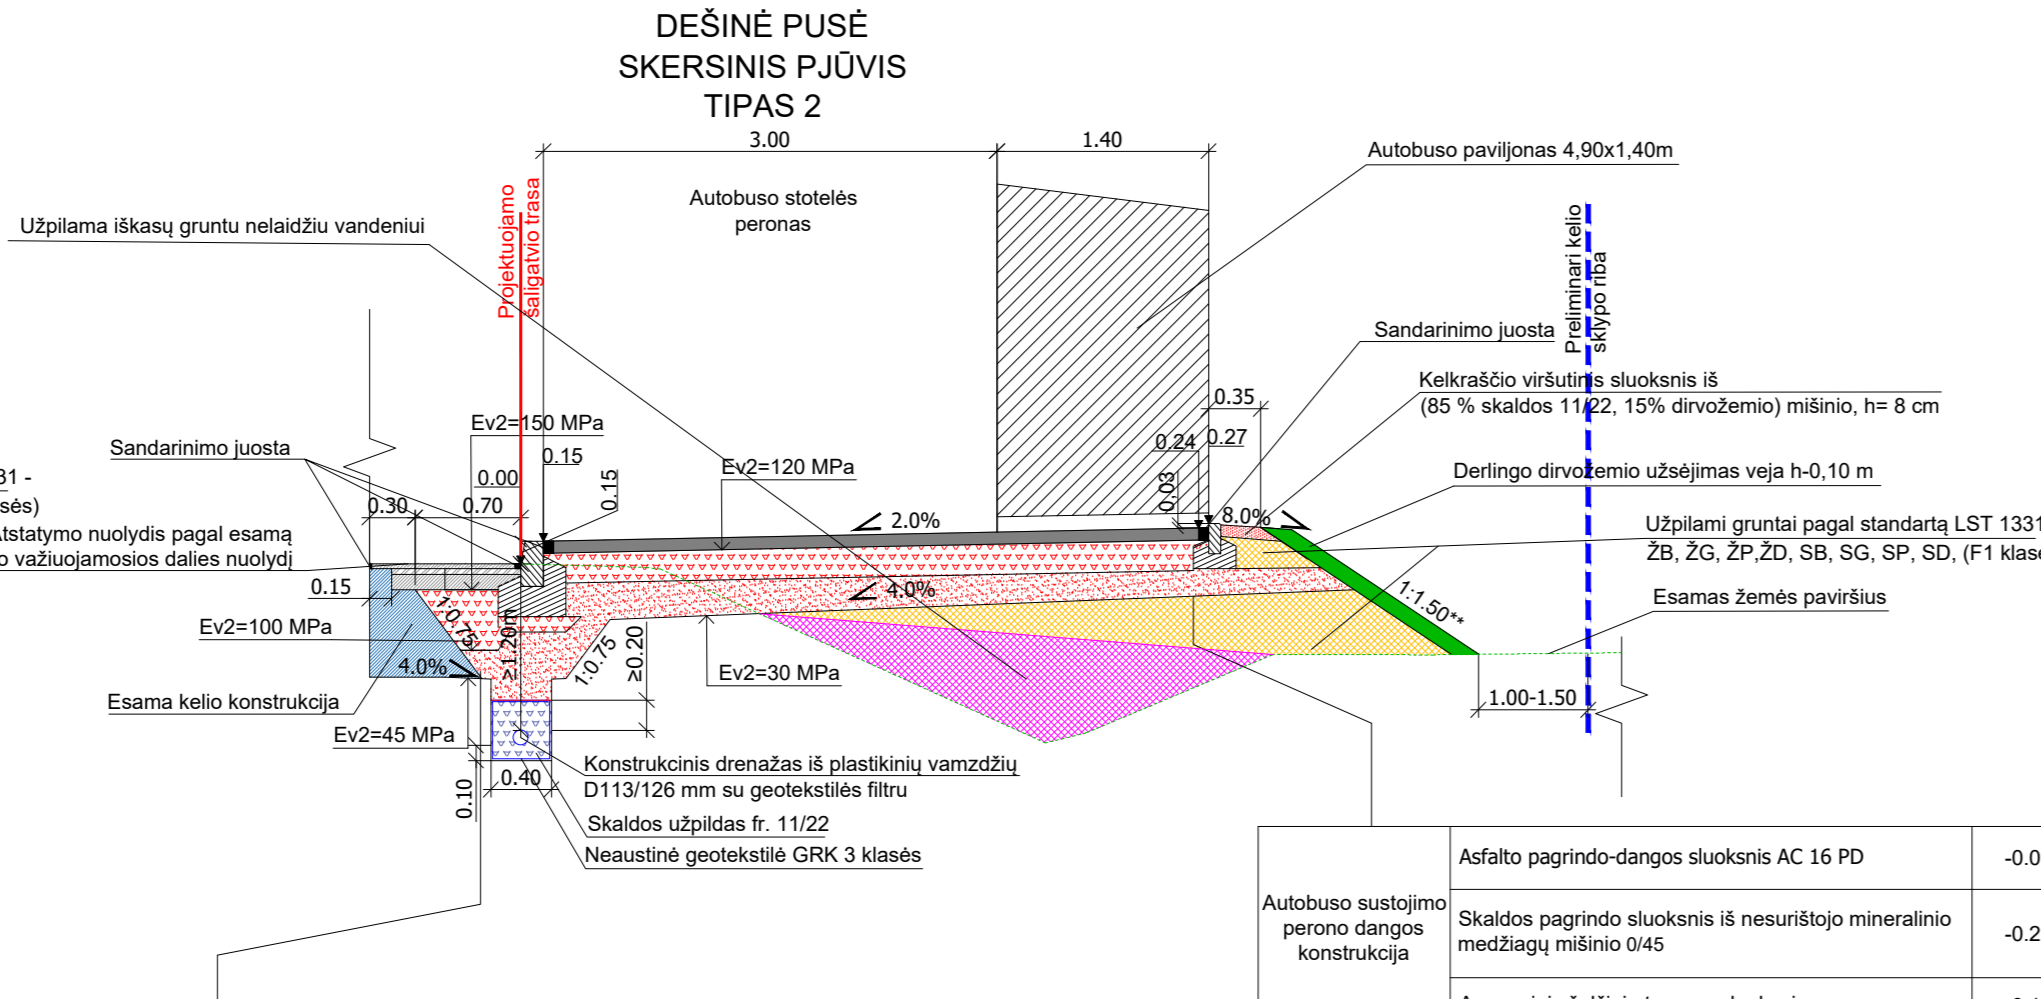 DEŠINĖ PUSĖ
SKERSINIS PJŪVIS
TIPAS 2
3.00
1.40
Autobuso paviljonas 4,90x1,40m
Autobuso stotelės
peronas
Projektuojamo
šaligatvio trasa
Užpilama iškasų gruntu nelaidžiu vandeniui
Preliminari kelio
sklypo riba
Sandarinimo juosta
Kelkraščio viršutinis sluoksnis iš
(85 % skaldos 11/22, 15% dirvožemio) mišinio, h= 8 cm
0.35
0.24
0.27
0,03
8.0%
Ev2=150 MPa
Sandarinimo juosta
0.15
0.15
0.00
Ev2=120 MPa
Derlingo dirvožemio užsėjimas veja h-0,10 m
31 -
sės)
0.30
0.70
2.0%
Atstatymo nuolydis pagal esamą
o važiuojamosios dalies nuolydį
Užpilami gruntai pagal standartą LST 1331
ŽB, ŽG, ŽP,ŽD, SB, SG, SP, SD, (F1 klasė
0.15
4.0%
1:1.50**
Esamas žemės paviršius
1:0.75
Ev2=100 MPa
≥1.20m
1:0.75
≥0.20
4.0%
Ev2=30 MPa
Esama kelio konstrukcija
1.00-1.50
Ev2=45 MPa
0.10
0.40
Konstrukcinis drenažas iš plastikinių vamzdžių
D113/126 mm su geotekstilės filtru
Skaldos užpildas fr. 11/22
Neaustinė geotekstilė GRK 3 klasės
Autobuso sustojimo
perono dangos
konstrukcija
Asfalto pagrindo-dangos sluoksnis AC 16 PD
-0.0
Skaldos pagrindo sluoksnis iš nesurištojo mineralinio
medžiagų mišinio 0/45
-0.2